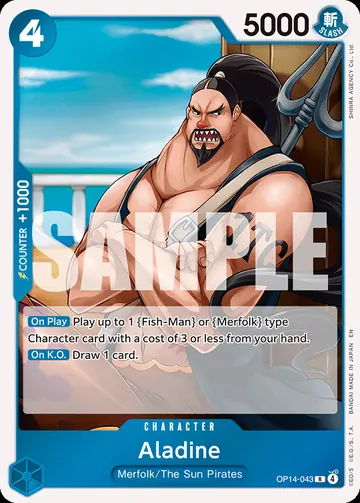 4
5000
斬
SLASH
COUNTER +1000
SHINRA AGENCY Co., Ltd.
SAMPLE
On Play Play up to 1 {Fish-Man} or {Merfolk} type
Character card with a cost of 3 or less from your hand.
On K.O. Draw 1 card.
CHARACTER
Aladine
Merfolk/The Sun Pirates
OP14-043 R 4
©E.O./S. ©E.O./S., T.A. BANDAI MADE IN JAPAN EN